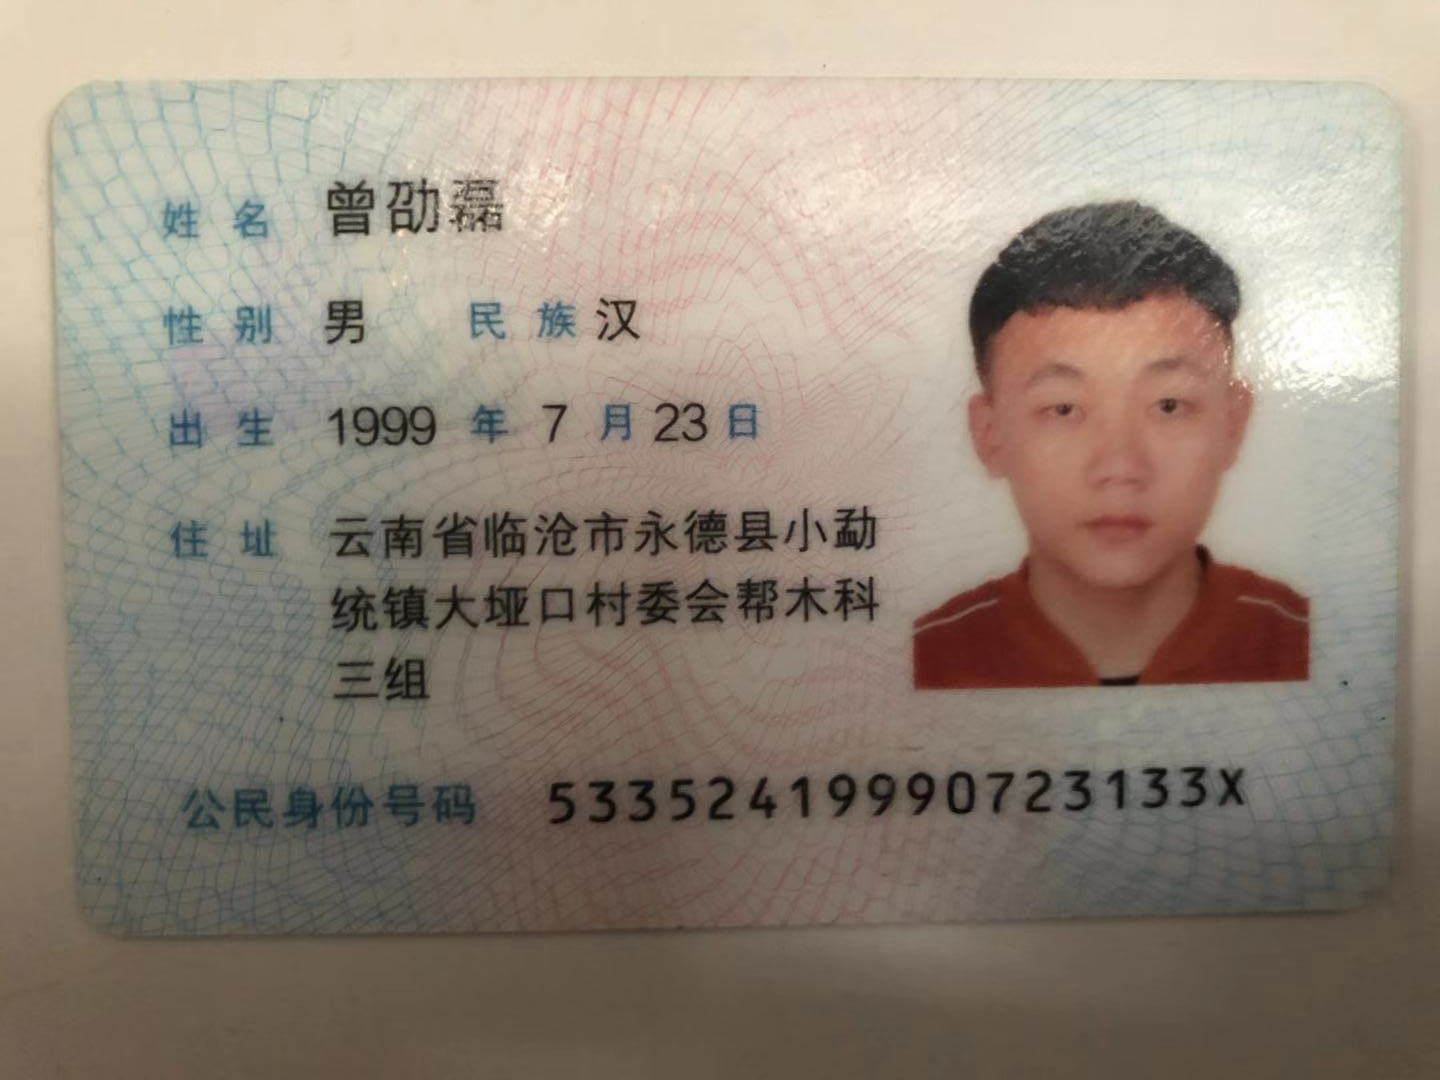 姓名 曾劭磊
性别 男 民族 汉
出生 1999 年 7 月 23 日
住址 云南省临沧市永德县小勐
统镇大垭口村委会帮木科
三组
公民身份号码 53352419990723133X